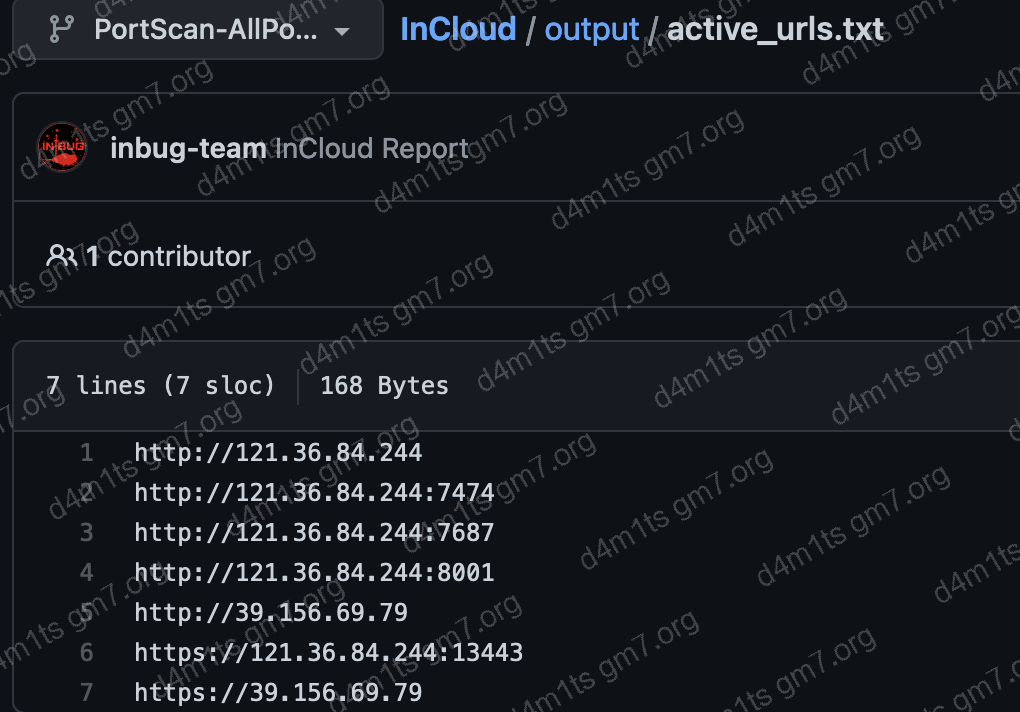 PortScan-AllPo... InCloud / output / active_urls.txt
IN-BUG inbug-team InCloud Report
1 contributor
7 lines (7 sloc) 168 Bytes
1 http://121.36.84.244
2 http://121.36.84.244:7474
3 http://121.36.84.244:7687
4 http://121.36.84.244:8001
5 http://39.156.69.79
6 https://121.36.84.244:13443
7 https://39.156.69.79
d4m1ts gm7.org